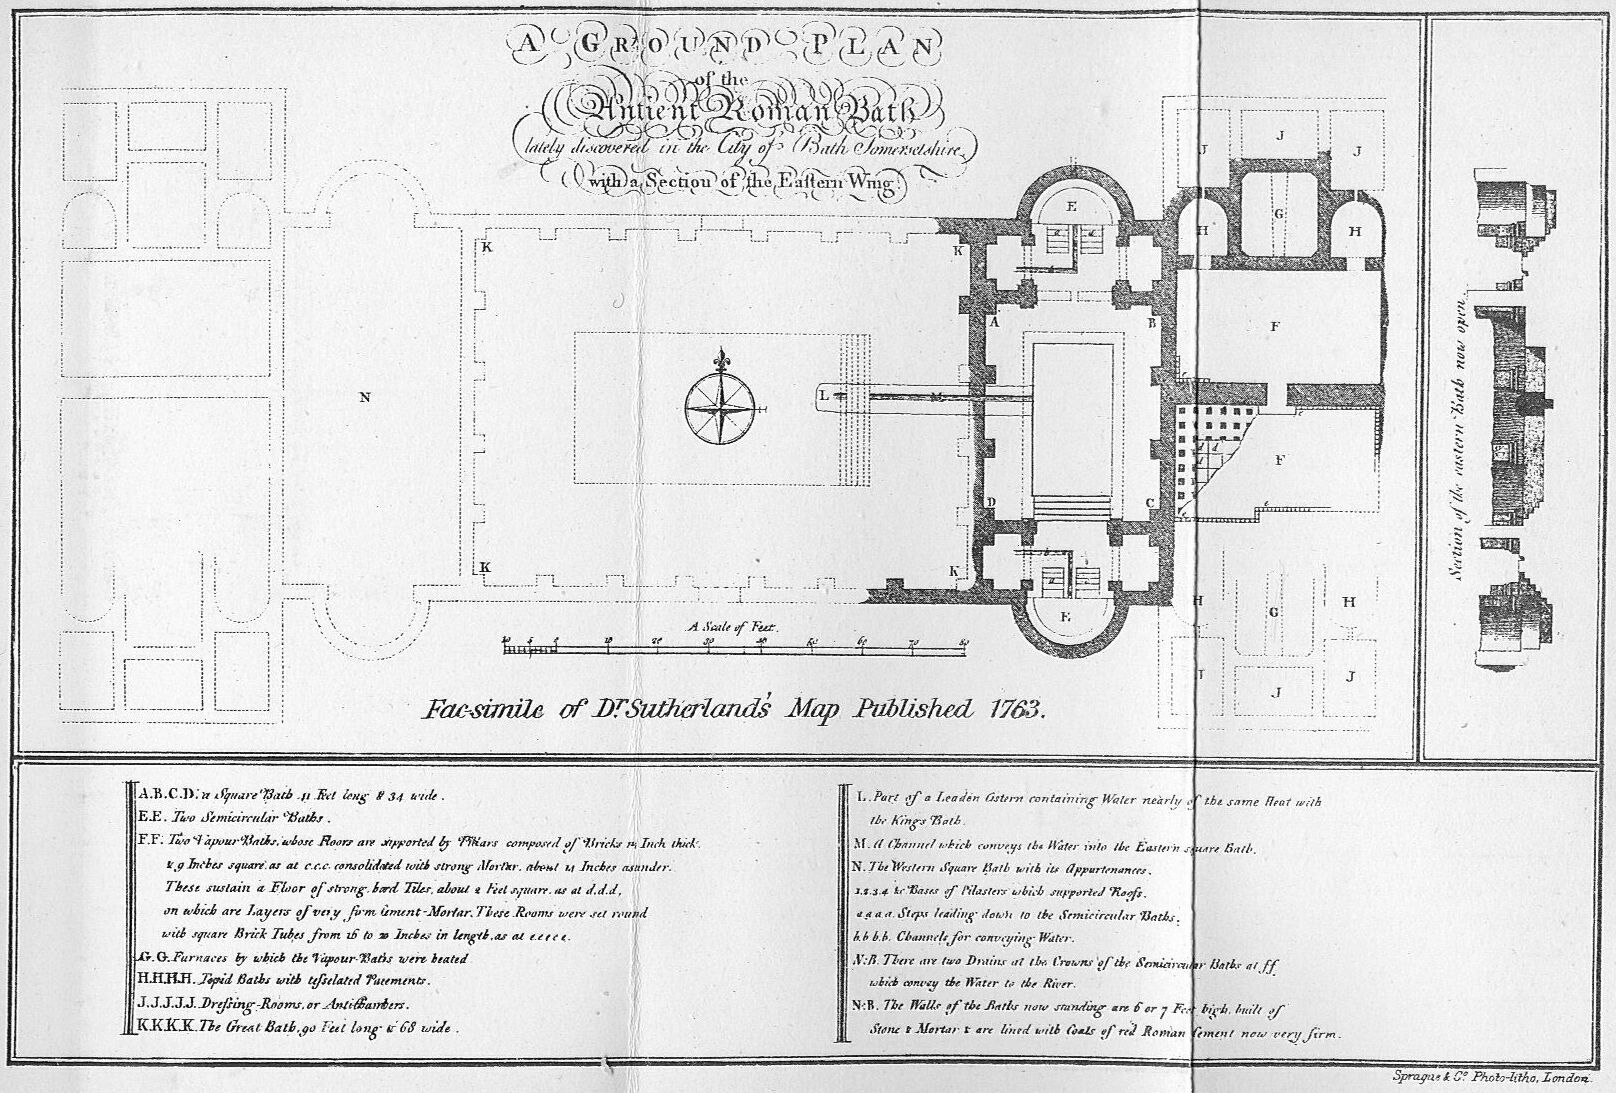 A GROUND PLAN
of the
Antient Roman Bath
lately discovered in the City of Bath Somersetshire,
with a Section of the Eastern Wing.
J
J
J
E
G
H
H
K
K
A
B
F
N
L
M
D
C
F
K
K
E
H
G
H
J
J
J
Section of the eastern Bath now open.
A Scale of Feet.
10 5 10 20 30 40 50 60 70 80
Fac-simile of Dr. Sutherland's Map Published 1763.
A.B.C.D. a Square Bath Feet long & 34 wide.
E.E. Two Semicircular Baths.
F.F. Two Vapour Baths, whose Floors are supported by Pillars composed of Bricks Inch thick.
& 9 Inches square as at c.c.c. consolidated with strong Mortar, about 14 Inches asunder.
These sustain a Floor of strong, hard Tiles, about 2 Feet square, as at d.d.d,
on which are Layers of very firm Cement-Mortar. These Rooms were set round
with square Brick Tubes from 16 to 20 Inches in length, as at e.e.e.e.
G.G. Furnaces by which the Vapour-Baths were heated
H.H.H.H. Tepid Baths with tesselated Pavements.
J.J.J.J.J. Dressing-Rooms, or Antichambers.
K.K.K.K. The Great Bath, 90 Feet long & 68 wide.
L. Part of a Leaden Cistern containing Water nearly of the same Heat with
the Kings Bath.
M. A Channel which conveys the Water into the Eastern square Bath.
N. The Western Square Bath with its Appurtenances.
1.2.3.4 &c Bases of Pilasters which supported Roofs.
a a a a. Steps leading down to the Semicircular Baths.
b.b b.b. Channels for conveying Water.
N:B. There are two Drains at the Crowns of the Semicircular Baths at ff
which convey the Water to the River.
N:B. The Walls of the Baths now standing are 6 or 7 Feet high, built of
Stone & Mortar & are lined with Coats of red Roman Cement now very firm.
Sprague & Co. Photo-litho, London.